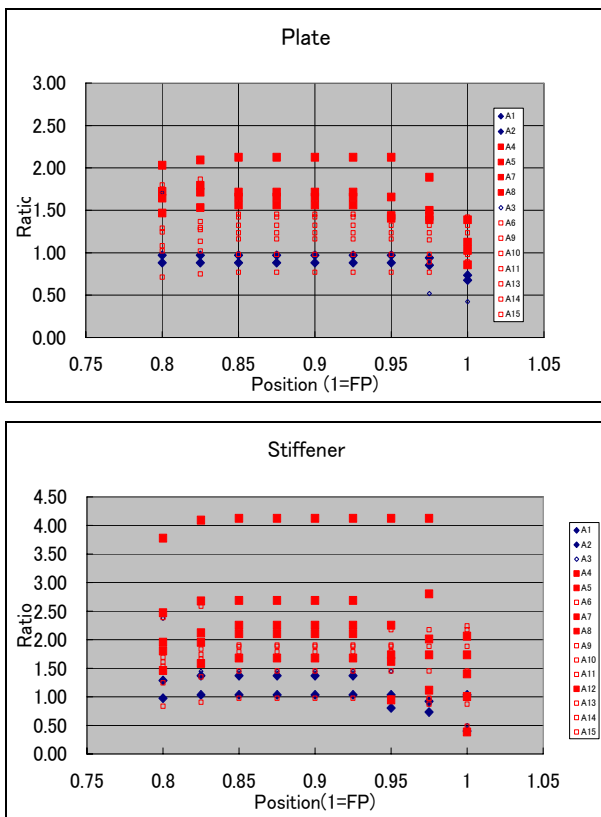 Plate
3.00
2.50
2.00
1.50
1.00
0.50
0.00
Ratic
0.75
0.8
0.85
0.9
0.95
1
1.05
Position (1=FP)
A1
A2
A4
A5
A7
A8
A3
A6
A9
A10
A11
A13
A14
A15
Stiffener
4.50
4.00
3.50
3.00
2.50
2.00
1.50
1.00
0.50
0.00
Ratio
0.75
0.8
0.85
0.9
0.95
1
1.05
Position(1=FP)
A1
A2
A3
A4
A5
A6
A7
A8
A9
A10
A11
A12
A13
A14
A15